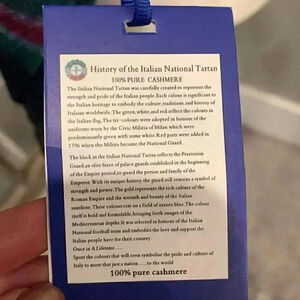 History of the Italian National Tartan
100% PURE CASHMERE
The Italian National Tartan was carefully created to represent the
strength and pride of the Italian people. Each colour is significant to
the Italian heritage to embody the culture, traditions and history of
Italians worldwide. The green, white, and red reflect the colours in
the Italian flag, The tri-colours were adopted in honour of the
uniforms worn by the Civic Militia of Milan which were
predominantly green with some white. Red parts were added in
1796 when the Militia became the National Guard.
The black in the Italian National Tartan reflects the Praetorian
Guard, an elite force of palace guards established in the beginning
of the Empire period, to guard the person and family of the
Emperor. With its unique history the guard still remains a symbol of
strength and power. The gold represents the rich culture of the
Roman Empire and the warmth and beauty of the Italian
sunshine. These colours rest on a field of azzure blue. The colour
itself is bold and formidable, bringing forth images of the
Mediterranean depths. It was selected in honour of the Italian
National football team and embodies the love and support the
Italian people have for their country.
Once in A Lifetime.....
Sport the colours that will soon symbolise the pride and culture of
Italy to more than just a nation.....to the world
100% pure cashmere